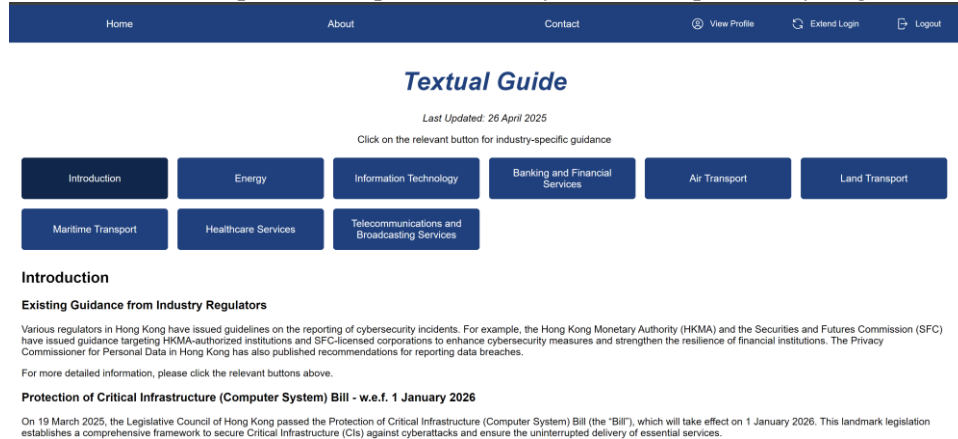 Home About Contact View Profile Extend Login Logout
Textual Guide
Last Updated: 26 April 2025
Click on the relevant button for industry-specific guidance
Introduction
Energy
Information Technology
Banking and Financial
Services
Air Transport
Land Transport
Maritime Transport
Healthcare Services
Telecommunications and
Broadcasting Services
Introduction
Existing Guidance from Industry Regulators
Various regulators in Hong Kong have issued guidelines on the reporting of cybersecurity incidents. For example, the Hong Kong Monetary Authority (HKMA) and the Securities and Futures Commission (SFC)
have issued guidance targeting HKMA-authorized institutions and SFC-licensed corporations to enhance cybersecurity measures and strengthen the resilience of financial institutions. The Privacy
Commissioner for Personal Data in Hong Kong has also published recommendations for reporting data breaches.
For more detailed information, please click the relevant buttons above.
Protection of Critical Infrastructure (Computer System) Bill - w.e.f. 1 January 2026
On 19 March 2025, the Legislative Council of Hong Kong passed the Protection of Critical Infrastructure (Computer System) Bill (the “Bill”), which will take effect on 1 January 2026. This landmark legislation
establishes a comprehensive framework to secure Critical Infrastructure (CIs) against cyberattacks and ensure the uninterrupted delivery of essential services.